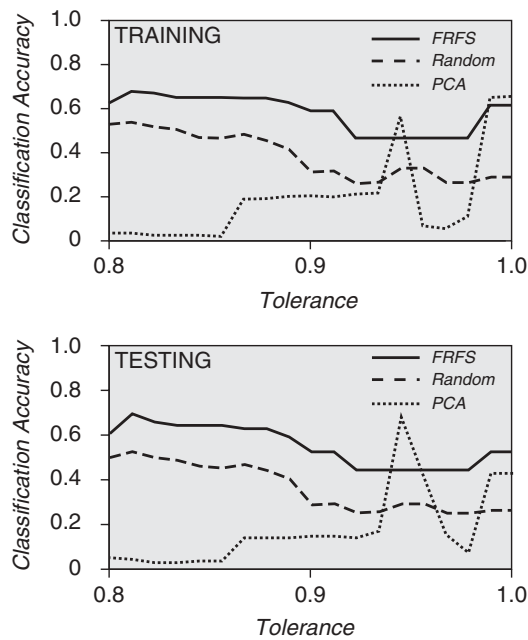 1.0
TRAINING
FRFS
0.8
Random
PCA
0.6
0.4
0.2
0
Classification Accuracy
0.8
0.9
1.0
Tolerance
1.0
TESTING
FRFS
0.8
Random
PCA
0.6
0.4
0.2
0
Classification Accuracy
0.8
0.9
1.0
Tolerance